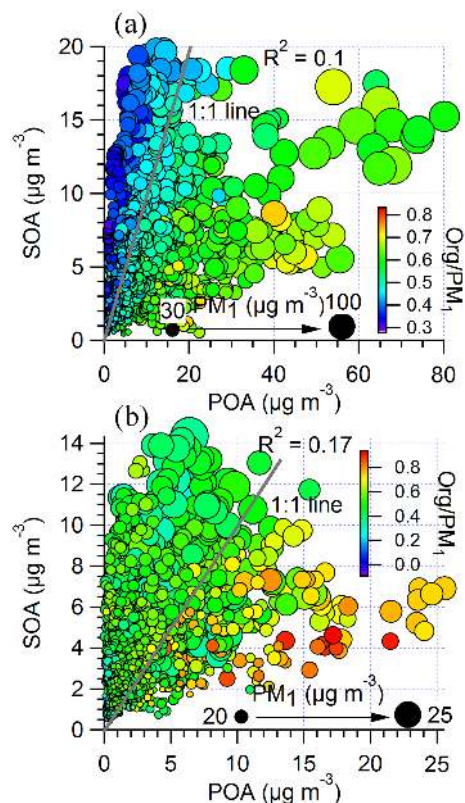 (a)
R² = 0.1
1:1 line
SOA (µg m⁻³)
20
15
10
5
0
0 20 40 60 80
POA (µg m⁻³)
30 PM₁ (µg m⁻³) 100
0.8
0.7
0.6
0.5
0.4
0.3
Org/PM₁
(b)
R² = 0.17
1:1 line
SOA (µg m⁻³)
14
12
10
8
6
4
2
0
0 5 10 15 20 25
POA (µg m⁻³)
20 PM₁ (µg m⁻³) 25
0.8
0.6
0.4
0.2
0.0
Org/PM₁